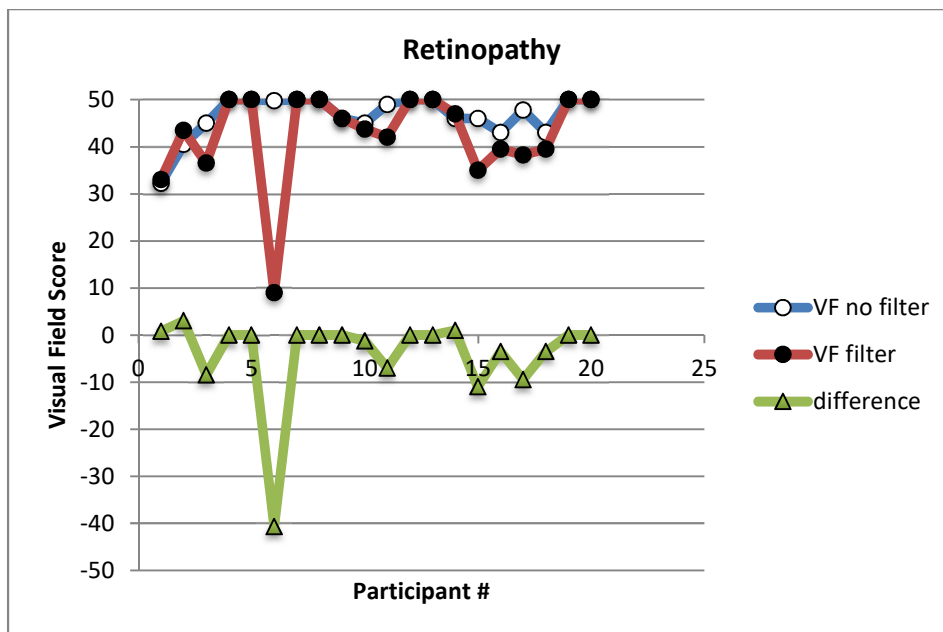 Retinopathy
50
40
30
20
10
0
-10
-20
-30
-40
-50
0 5 10 15 20 25
Visual Field Score
Participant #
VF no filter
VF filter
difference